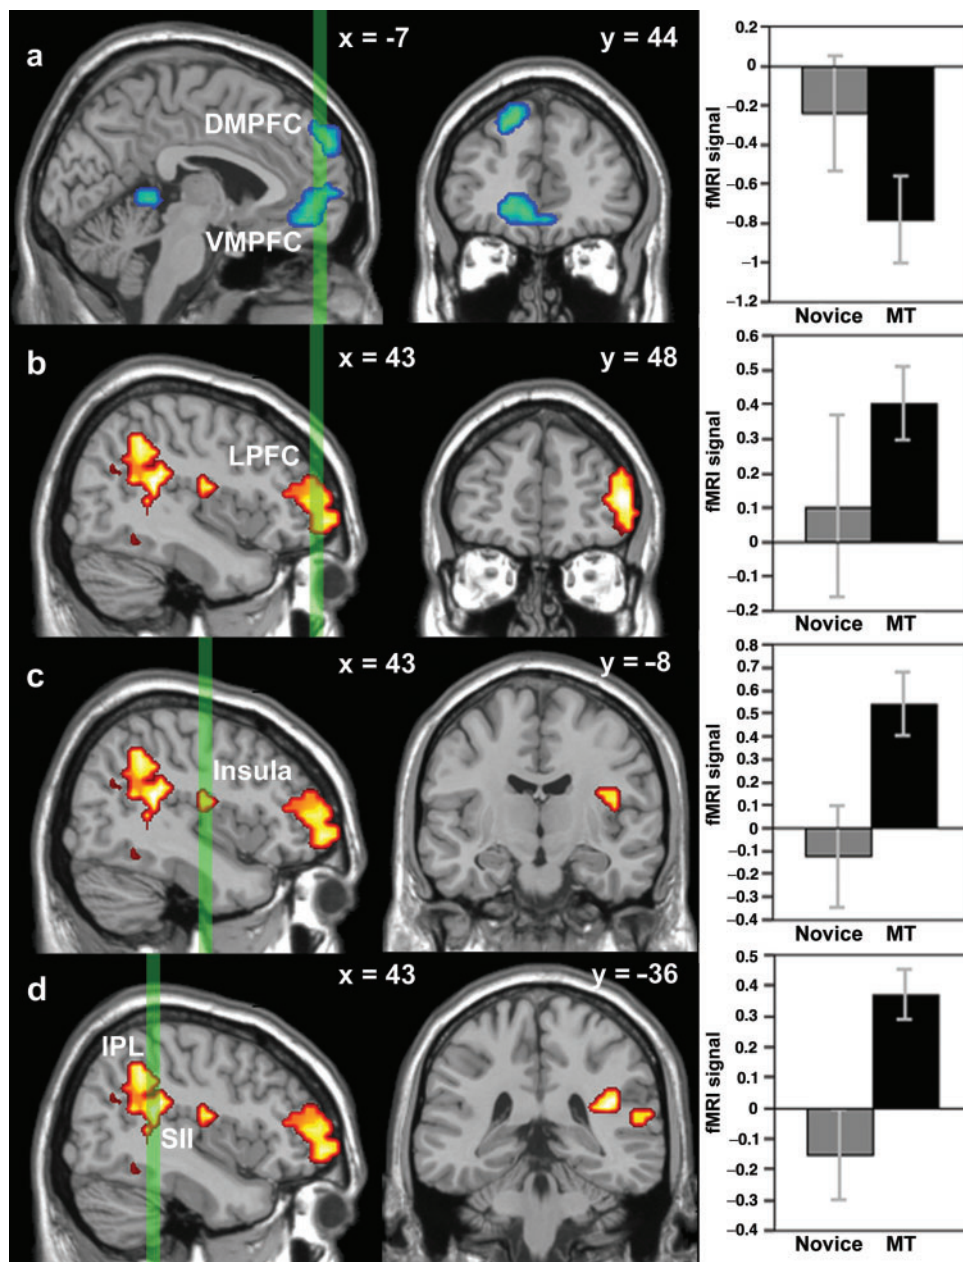 a
x = -7
y = 44
DMPFC
VMPFC
fMRI signal
0.2
0
−0.2
−0.4
−0.6
−0.8
−1
−1.2
Novice MT
b
x = 43
y = 48
LPFC
fMRI signal
0.6
0.5
0.4
0.3
0.2
0.1
0
−0.1
−0.2
Novice MT
c
x = 43
y = −8
Insula
fMRI signal
0.8
0.7
0.6
0.5
0.4
0.3
0.2
0.1
0
−0.1
−0.2
−0.3
−0.4
Novice MT
d
x = 43
y = −36
IPL
SII
fMRI signal
0.5
0.4
0.3
0.2
0.1
0
−0.1
−0.2
−0.3
−0.4
Novice MT